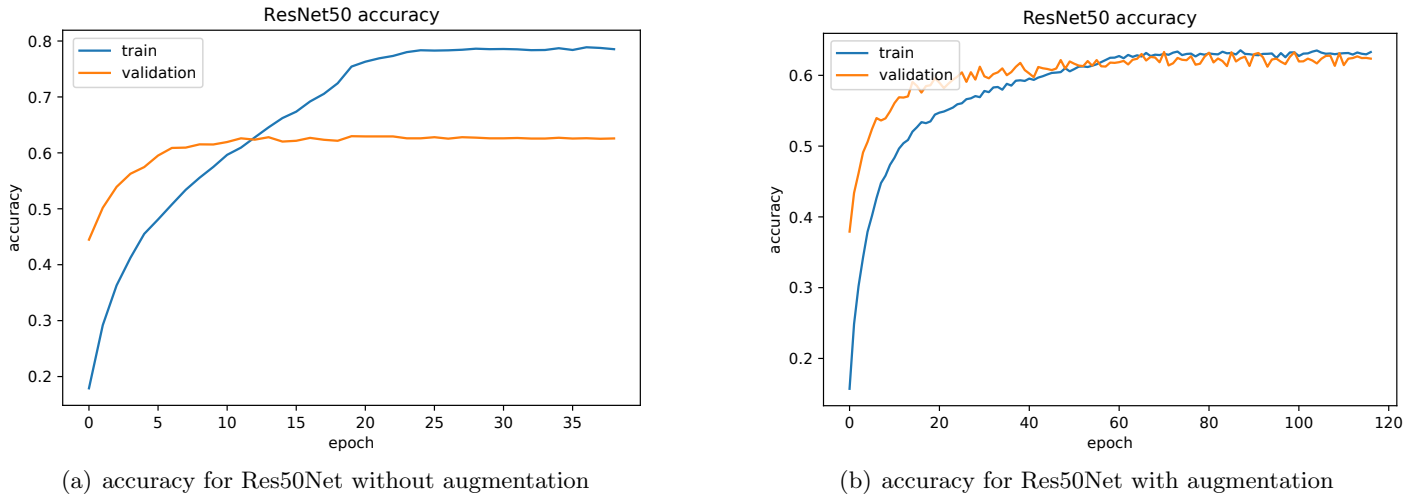 ResNet50 accuracy
train
validation
accuracy
0.8
0.7
0.6
0.5
0.4
0.3
0.2
0 5 10 15 20 25 30 35
epoch
(a) accuracy for Res50Net without augmentation
ResNet50 accuracy
train
validation
accuracy
0.6
0.5
0.4
0.3
0.2
0 20 40 60 80 100 120
epoch
(b) accuracy for Res50Net with augmentation